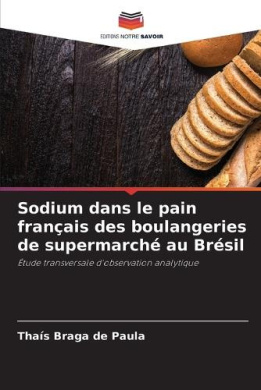 EDITIONS NOTRE SAVOIR
Sodium dans le pain
français des boulangeries
de supermarché au Brésil
Étude transversale d'observation analytique
Thaís Braga de Paula